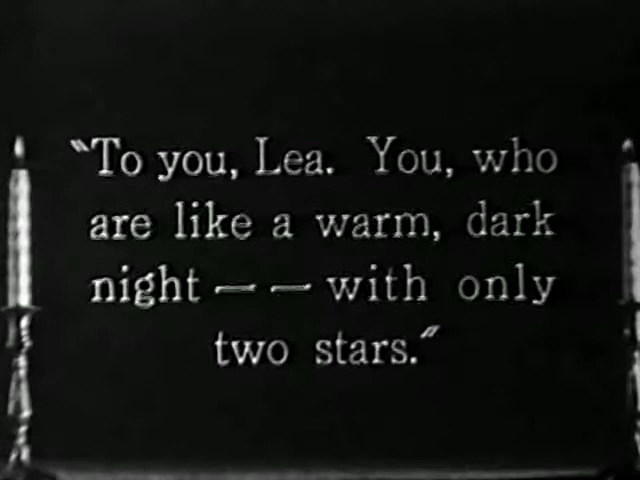 "To you, Lea. You, who
are like a warm, dark
night — — with only
two stars."